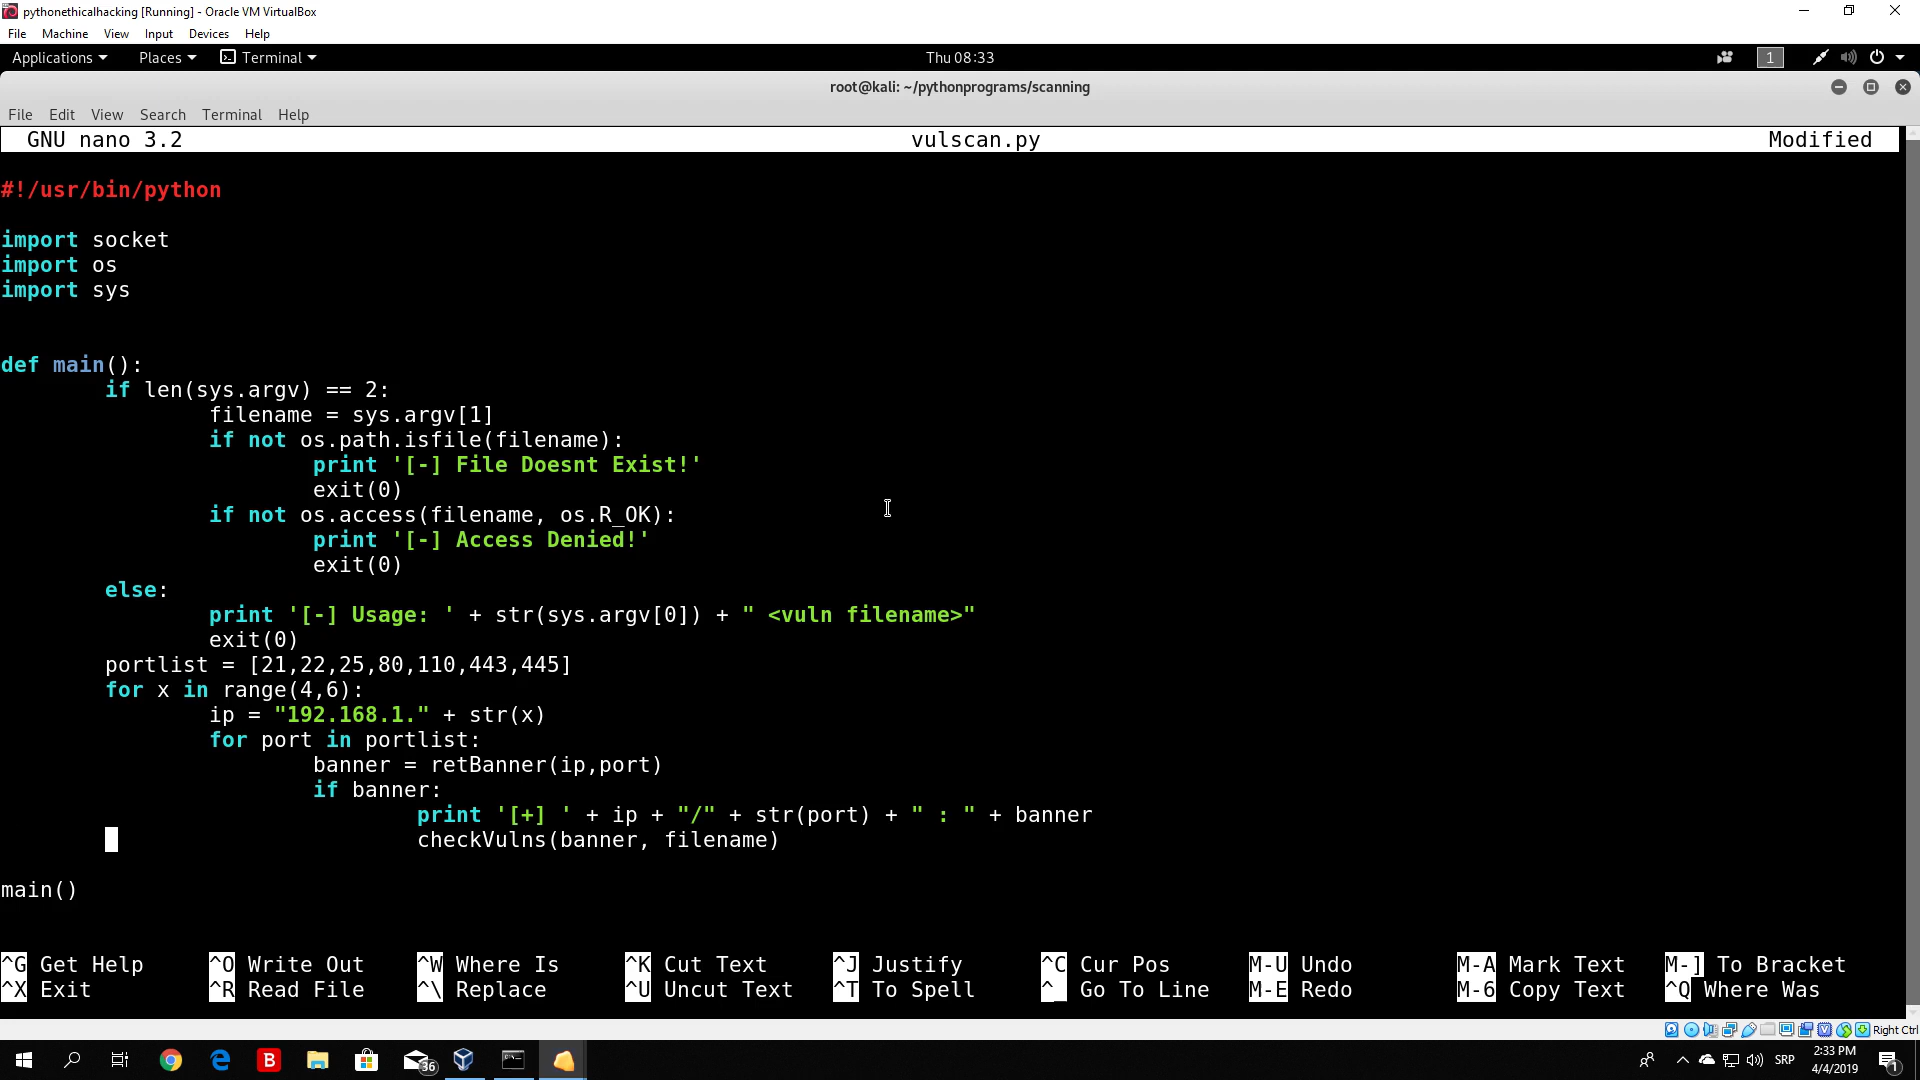 pythonethicalhacking [Running] - Oracle VM VirtualBox
File Machine View Input Devices Help
Applications Places Terminal Thu 08:33 1
root@kali: ~/pythonprograms/scanning
File Edit View Search Terminal Help
GNU nano 3.2 vulscan.py Modified
#!/usr/bin/python
import socket
import os
import sys
def main():
        if len(sys.argv) == 2:
                filename = sys.argv[1]
                if not os.path.isfile(filename):
                        print '[-] File Doesnt Exist!'
                        exit(0)
                if not os.access(filename, os.R_OK):
                        print '[-] Access Denied!'
                        exit(0)
        else:
                print '[-] Usage: ' + str(sys.argv[0]) + " <vuln filename>"
                exit(0)
        portlist = [21,22,25,80,110,443,445]
        for x in range(4,6):
                ip = "192.168.1." + str(x)
                for port in portlist:
                        banner = retBanner(ip,port)
                        if banner:
                                print '[+] ' + ip + "/" + str(port) + " : " + banner
                                checkVulns(banner, filename)
main()
^G Get Help ^O Write Out ^W Where Is ^K Cut Text ^J Justify ^C Cur Pos M-U Undo M-A Mark Text M-] To Bracket
^X Exit ^R Read File ^\ Replace ^U Uncut Text ^T To Spell ^_ Go To Line M-E Redo M-6 Copy Text ^Q Where Was
Right Ctrl
B 36 SRP 2:33 PM
4/4/2019 1